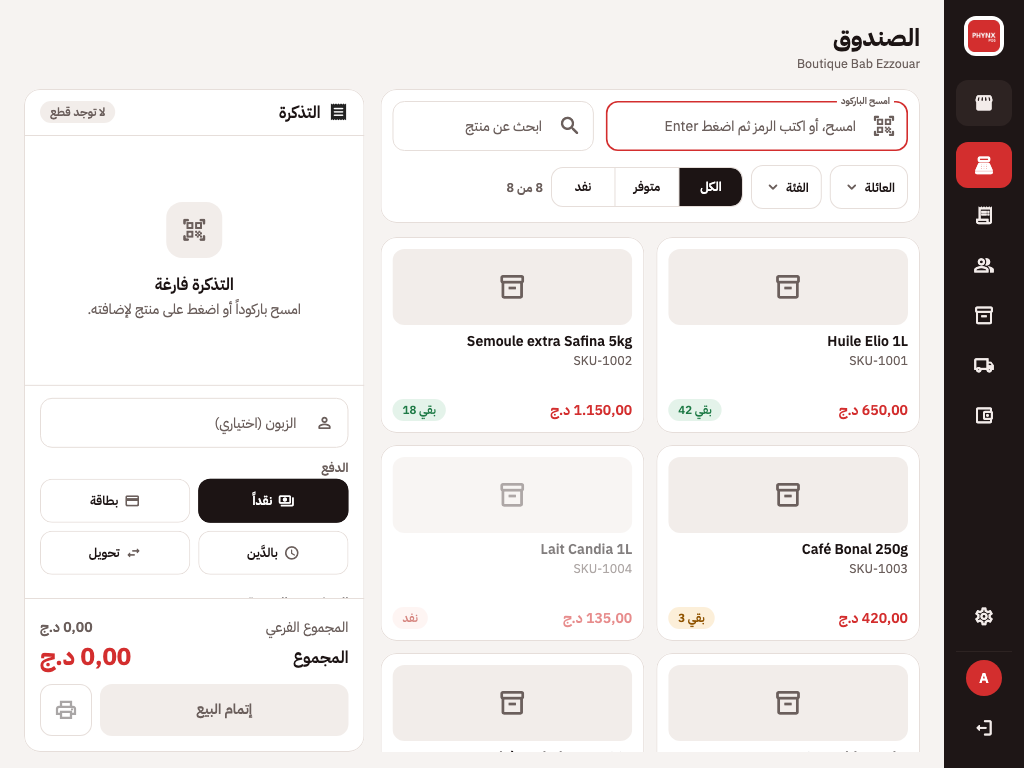 PHYNX
الصندوق
Boutique Bab Ezzouar
امسح الباركود
امسح، أو اكتب الرمز ثم اضغط Enter
ابحث عن منتج
العائلة
الفئة
الكل
متوفر
نفد
8 من 8
Huile Elio 1L
SKU-1001
650,00 د.ج
بقي 42
Semoule extra Safina 5kg
SKU-1002
1.150,00 د.ج
بقي 18
Café Bonal 250g
SKU-1003
420,00 د.ج
بقي 3
Lait Candia 1L
SKU-1004
135,00 د.ج
نفد
التذكرة
لا توجد قطع
التذكرة فارغة
امسح باركوداً أو اضغط على منتج لإضافته.
الزبون (اختياري)
الدفع
نقداً
بطاقة
بالدَّين
تحويل
المجموع الفرعي
0,00 د.ج
المجموع
0,00 د.ج
إتمام البيع
A